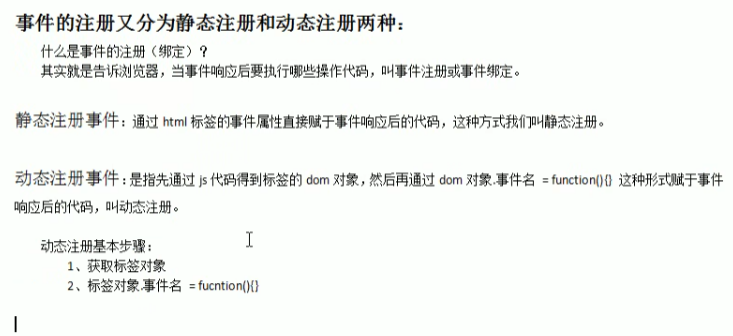 事件的注册又分为静态注册和动态注册两种：
什么是事件的注册（绑定）？
其实就是告诉浏览器，当事件响应后要执行哪些操作代码，叫事件注册或事件绑定。
静态注册事件：通过 html 标签的事件属性直接赋于事件响应后的代码，这种方式我们叫静态注册。
动态注册事件：是指先通过 js 代码得到标签的 dom 对象，然后再通过 dom 对象.事件名 = function(){} 这种形式赋于事件
响应后的代码，叫动态注册。
动态注册基本步骤：
1、获取标签对象
2、标签对象.事件名 = fucntion(){}